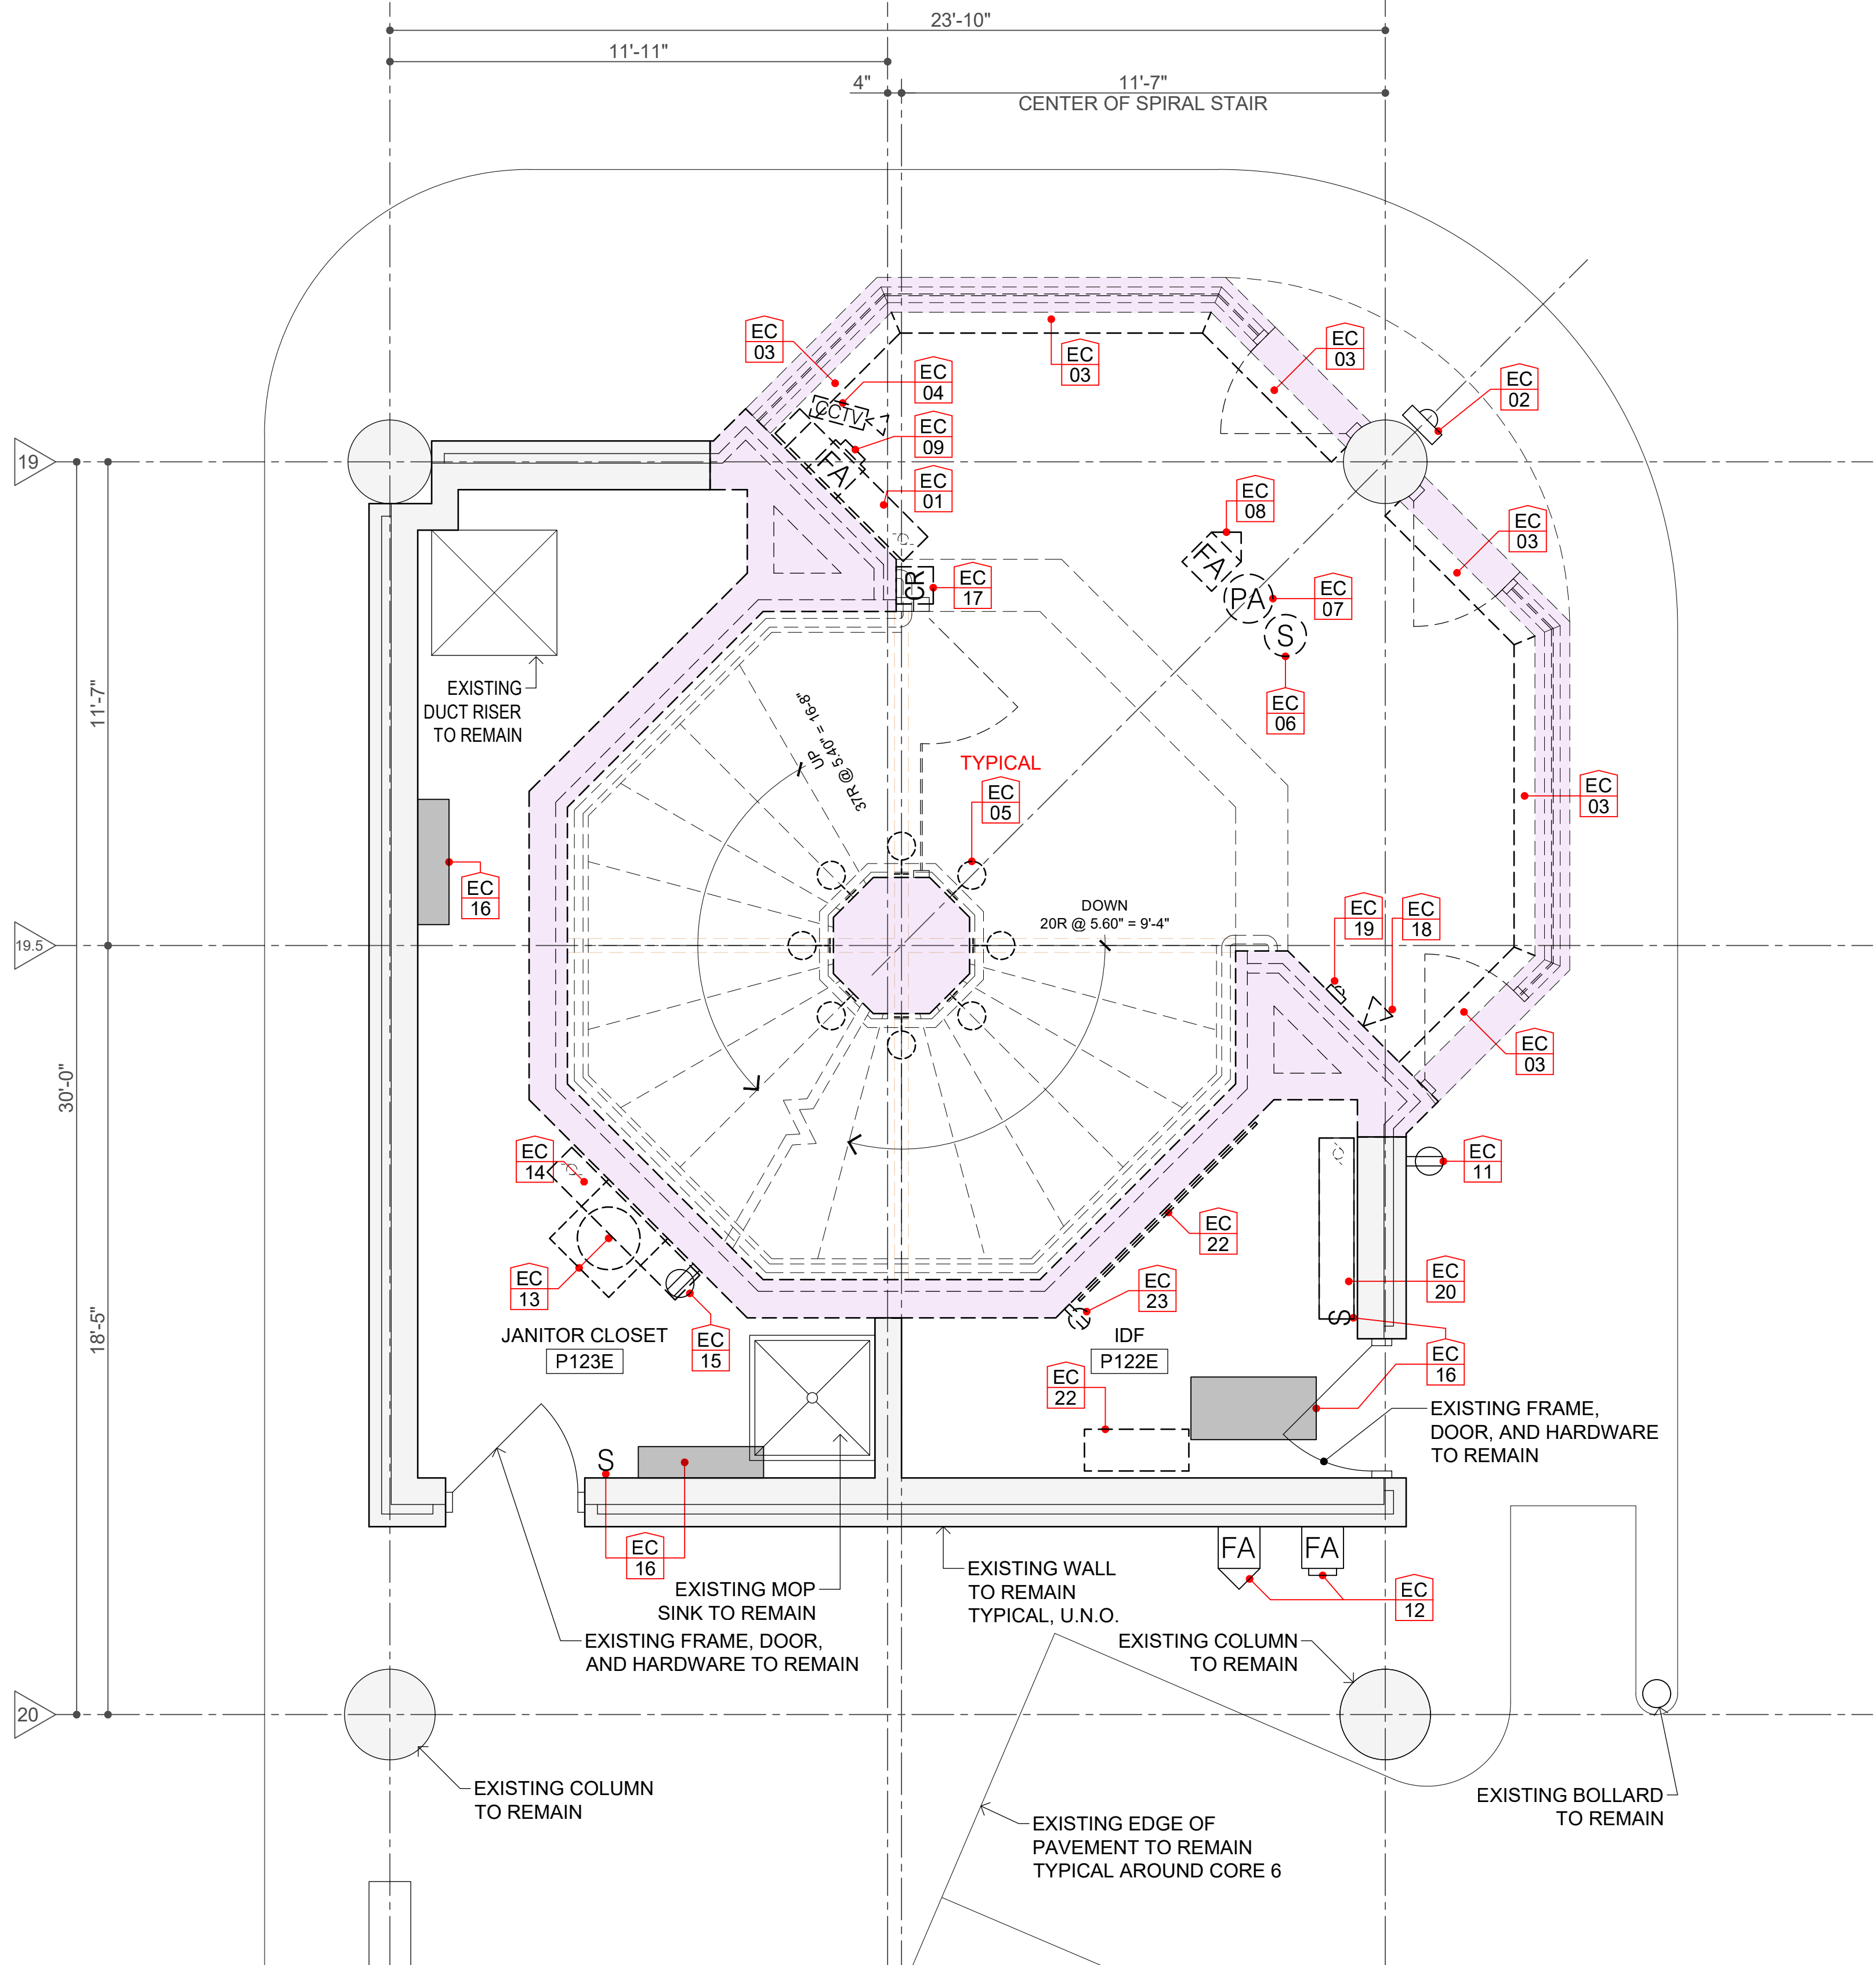 23'-10"
11'-11"
4"
11'-7"
CENTER OF SPIRAL STAIR
EC
03
EC
03
EC
03
EC
04
EC
02
CCTV
EC
09
19
FA
EC
01
EC
08
EC
03
FA
CR
EC
17
PA
EC
07
S
EC
06
EXISTING
DUCT RISER
TO REMAIN
11'-7"
UP
37R @ 5.40" = 16-8"
TYPICAL
EC
05
EC
03
EC
16
DOWN
20R @ 5.60" = 9'-4"
EC
19
EC
18
19.5
EC
03
30'-0"
EC
14
EC
11
EC
22
EC
13
EC
23
EC
20
18'-5"
S
JANITOR CLOSET
P123E
EC
15
IDF
P122E
EC
16
EC
22
EXISTING FRAME,
DOOR, AND HARDWARE
TO REMAIN
S
EC
16
FA
FA
EXISTING WALL
TO REMAIN
TYPICAL, U.N.O.
EC
12
EXISTING MOP
SINK TO REMAIN
EXISTING FRAME, DOOR,
AND HARDWARE TO REMAIN
EXISTING COLUMN
TO REMAIN
20
EXISTING COLUMN
TO REMAIN
EXISTING BOLLARD
TO REMAIN
EXISTING EDGE OF
PAVEMENT TO REMAIN
TYPICAL AROUND CORE 6